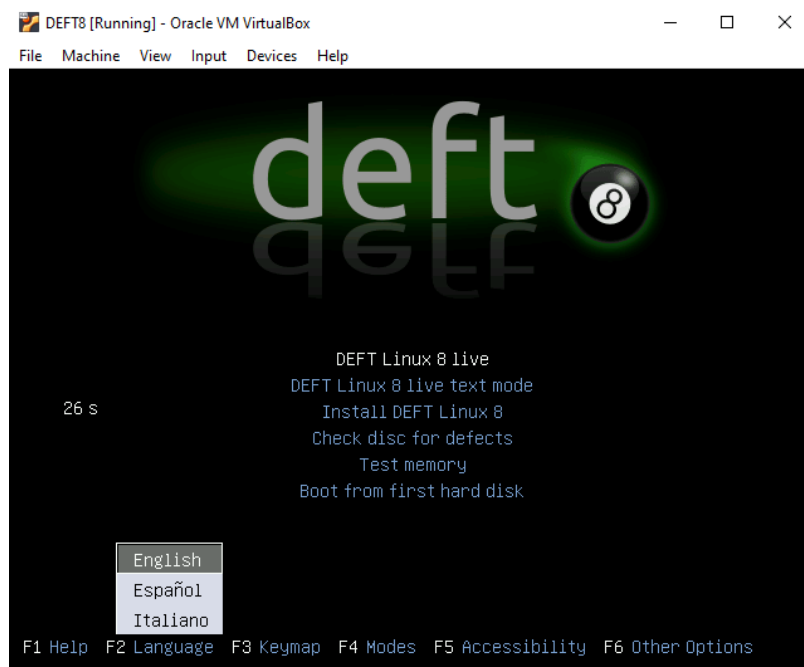 DEFT8 [Running] - Oracle VM VirtualBox
File Machine View Input Devices Help
deft 8
DEFT Linux 8 live
DEFT Linux 8 live text mode
26 s
Install DEFT Linux 8
Check disc for defects
Test memory
Boot from first hard disk
English
Español
Italiano
F1 Help F2 Language F3 Keymap F4 Modes F5 Accessibility F6 Other Options